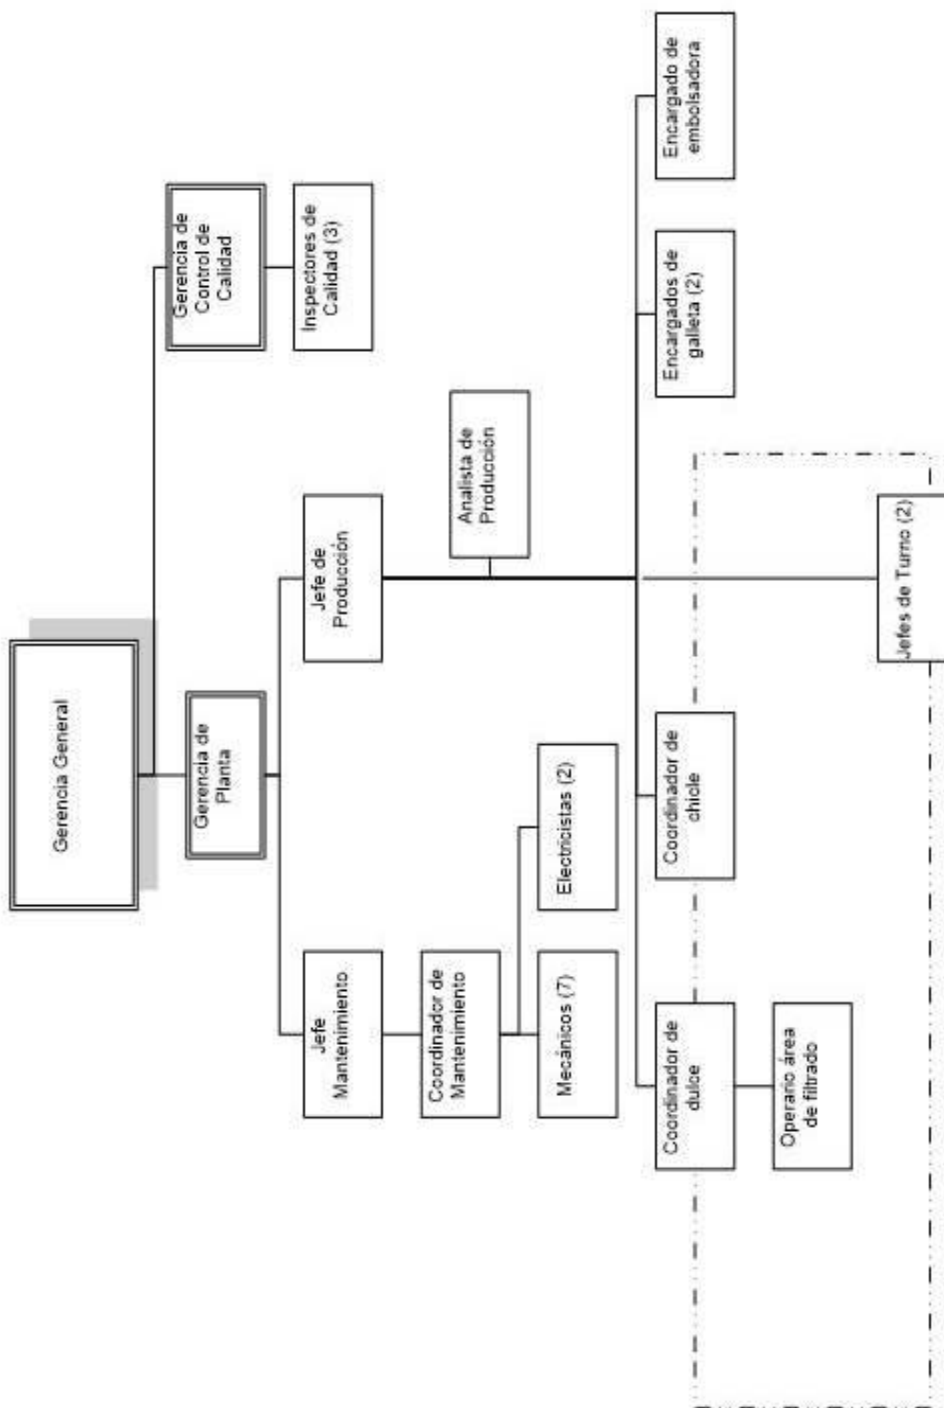 Gerencia General
Gerencia de
Planta
Gerencia de
Control de
Calidad
Jefe
Mantenimiento
Jefe de
Producción
Inspectores de
Calidad (3)
Coordinador de
Mantenimiento
Analista de
Producción
Mecánicos (7)
Electricistas (2)
Coordinador de
dulce
Coordinador de
chicle
Encargados de
galleta (2)
Encargado de
embolsadora
Operario área
de filtrado
Jefes de Turno (2)